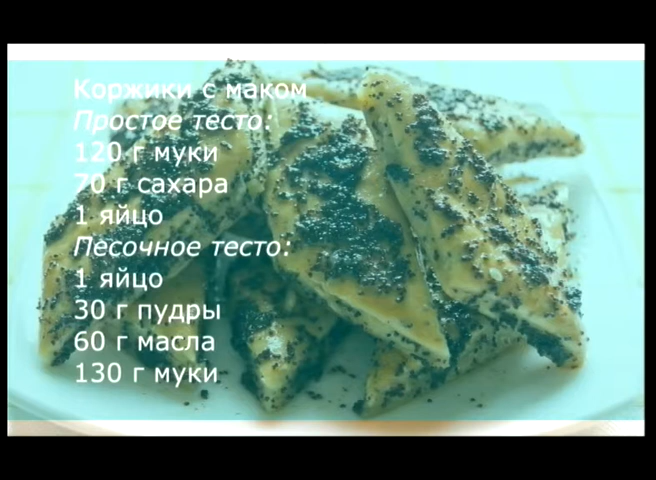 Коржики с маком
Простое тесто:
120 г муки
70 г сахара
1 яйцо
Песочное тесто:
1 яйцо
30 г пудры
60 г масла
130 г муки